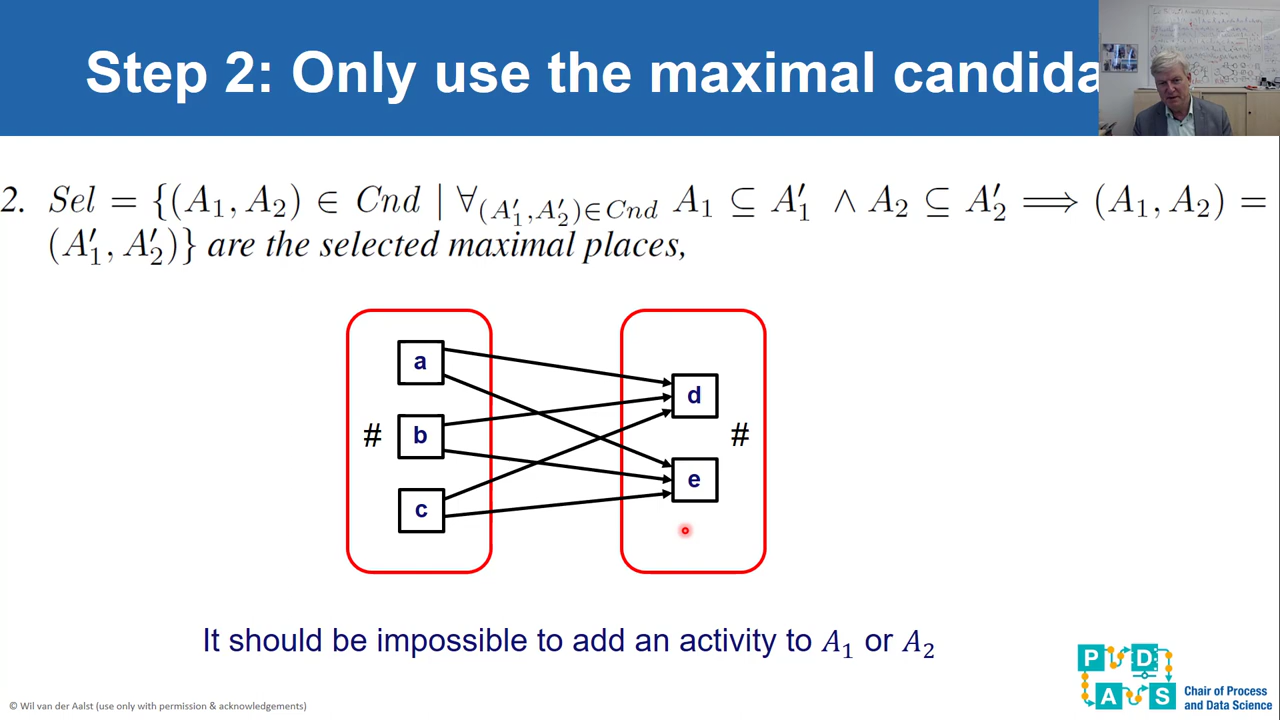 Step 2: Only use the maximal candida
2. Sel = {(A₁, A₂) ∈ Cnd | ∀₍A′₁,A′₂₎∈Cnd A₁ ⊆ A′₁ ∧ A₂ ⊆ A′₂ ⟹ (A₁, A₂) =
(A′₁, A′₂)} are the selected maximal places,
a
d
# b #
e
c
It should be impossible to add an activity to A₁ or A₂
P D
A S
Chair of Process
and Data Science
© Wil van der Aalst (use only with permission & acknowledgements)